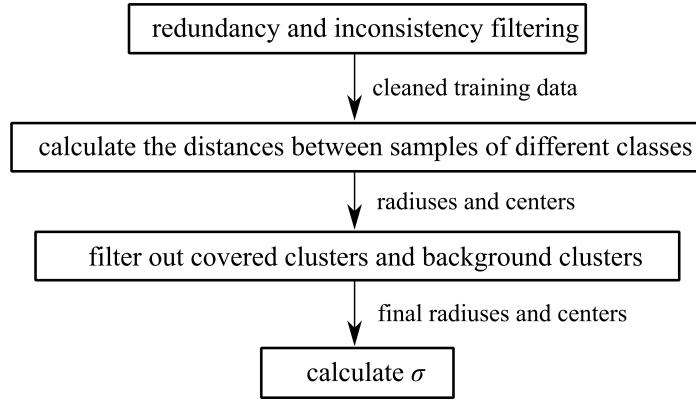 redundancy and inconsistency filtering
cleaned training data
calculate the distances between samples of different classes
radiuses and centers
filter out covered clusters and background clusters
final radiuses and centers
calculate σ